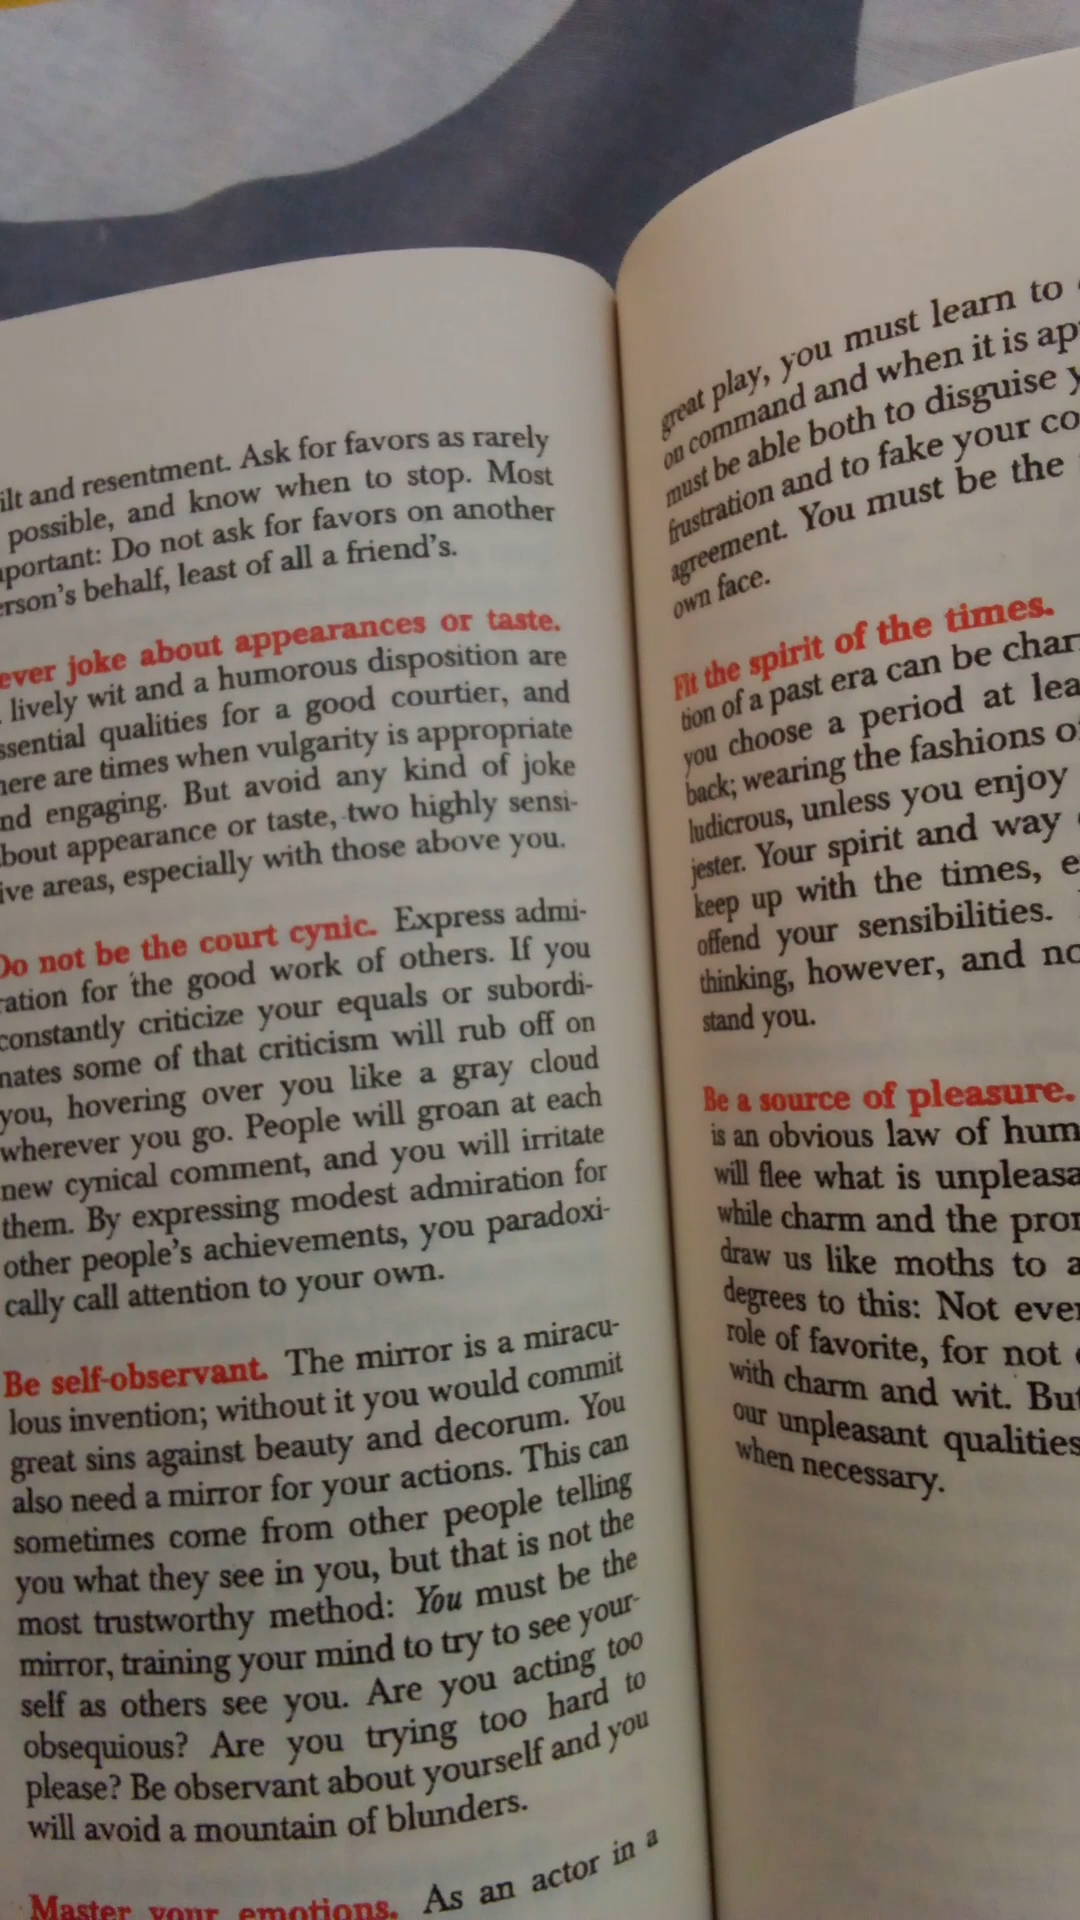 ilt and resentment. Ask for favors as rarely
possible, and know when to stop. Most
portant: Do not ask for favors on another
erson's behalf, least of all a friend's.
ever joke about appearances or taste.
lively wit and a humorous disposition are
ssential qualities for a good courtier, and
here are times when vulgarity is appropriate
nd engaging. But avoid any kind of joke
bout appearance or taste, two highly sensi-
ive areas, especially with those above you.
Do not be the court cynic. Express admi-
ration for the good work of others. If you
constantly criticize your equals or subordi-
nates some of that criticism will rub off on
you, hovering over you like a gray cloud
wherever you go. People will groan at each
new cynical comment, and you will irritate
them. By expressing modest admiration for
other people's achievements, you paradoxi-
cally call attention to your own.
Be self-observant. The mirror is a miracu-
lous invention; without it you would commit
great sins against beauty and decorum. You
also need a mirror for your actions. This can
sometimes come from other people telling
you what they see in you, but that is not the
most trustworthy method: You must be the
mirror, training your mind to try to see your-
self as others see you. Are you acting too
obsequious? Are you trying too hard to
please? Be observant about yourself and you
will avoid a mountain of blunders.
Master your emotions. As an actor in a
great play, you must learn to
on command and when it is ap
must be able both to disguise y
frustration and to fake your co
agreement. You must be the
own face.
Fit the spirit of the times.
tion of a past era can be char
you choose a period at lea
back; wearing the fashions o
ludicrous, unless you enjoy
jester. Your spirit and way
keep up with the times, e
offend your sensibilities.
thinking, however, and no
stand you.
Be a source of pleasure.
is an obvious law of hum
will flee what is unpleasa
while charm and the pro
draw us like moths to a
degrees to this: Not ever
role of favorite, for not
with charm and wit. But
our unpleasant qualities
when necessary.